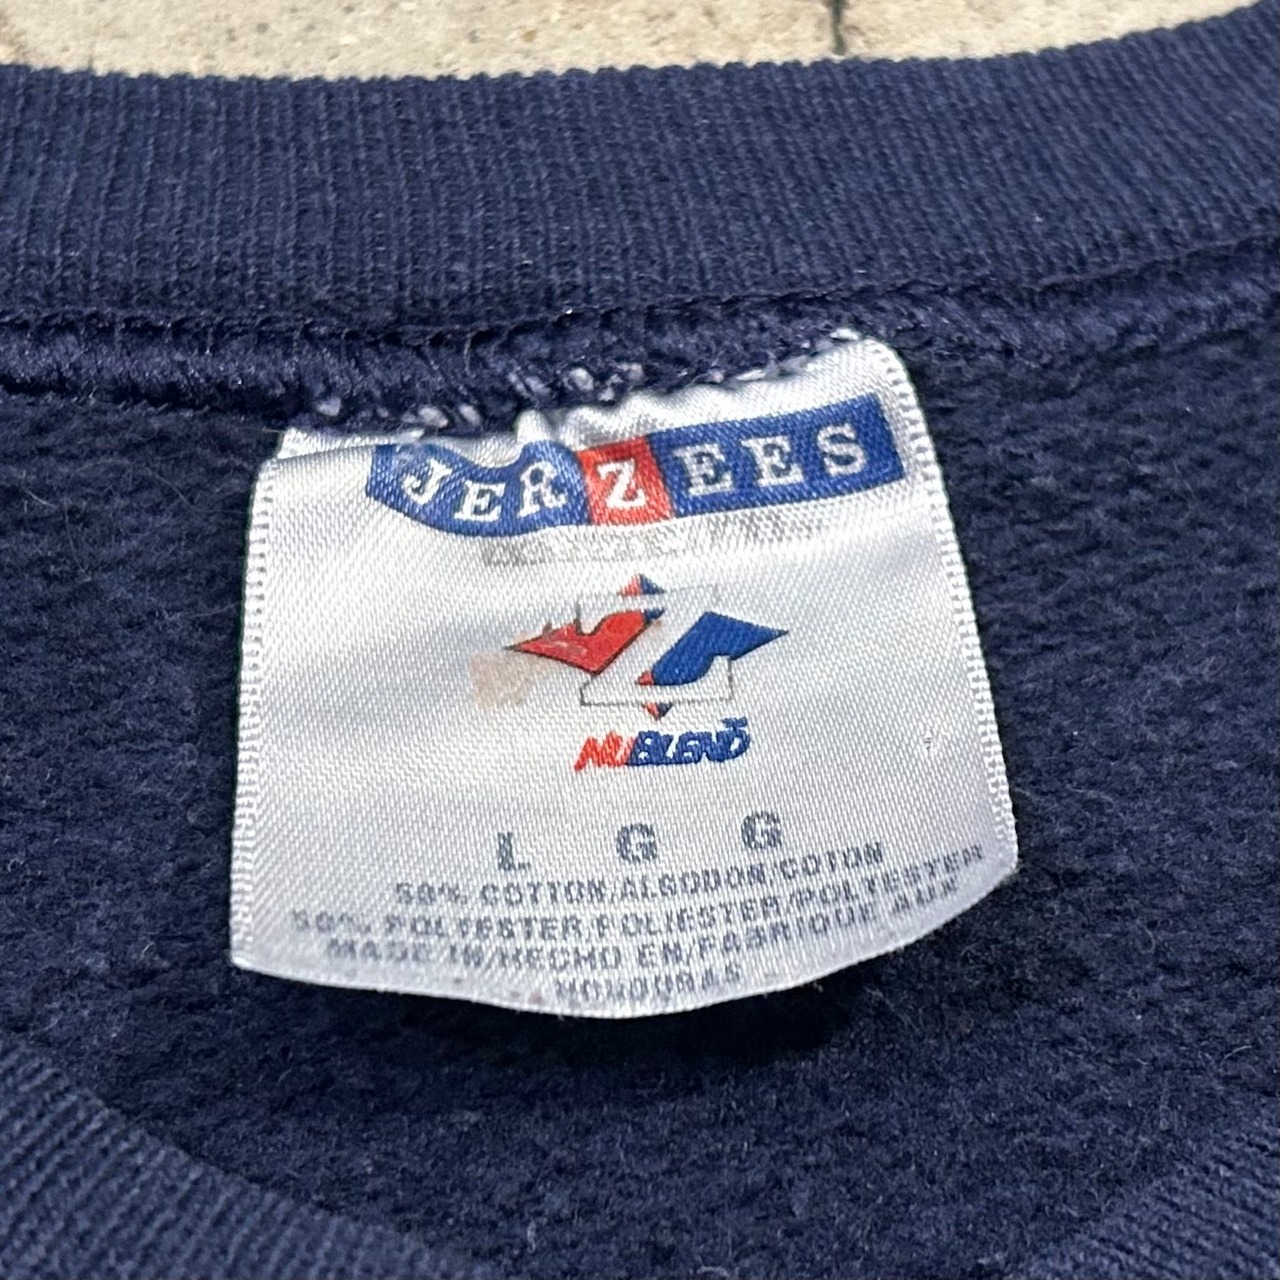 JERZEES
NUBLEND
L G G
50% COTTON/ALGODON/COTON
50% POLYESTER/POLIESTER/POLYESTER
MADE IN/HECHO EN/FABRIQUE AUX
HONDURAS